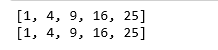 [1, 4, 9, 16, 25]
[1, 4, 9, 16, 25]